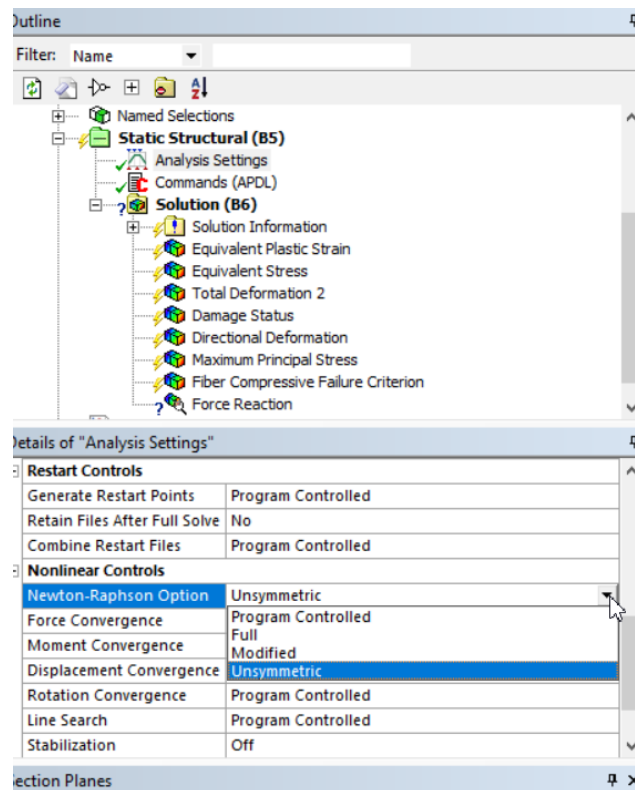 Outline
Filter: Name
Named Selections
Static Structural (B5)
Analysis Settings
Commands (APDL)
Solution (B6)
Solution Information
Equivalent Plastic Strain
Equivalent Stress
Total Deformation 2
Damage Status
Directional Deformation
Maximum Principal Stress
Fiber Compressive Failure Criterion
Force Reaction
Details of "Analysis Settings"
Restart Controls
Generate Restart Points Program Controlled
Retain Files After Full Solve No
Combine Restart Files Program Controlled
Nonlinear Controls
Newton-Raphson Option Unsymmetric
Force Convergence Program Controlled
Full
Moment Convergence Modified
Displacement Convergence Unsymmetric
Rotation Convergence Program Controlled
Line Search Program Controlled
Stabilization Off
Section Planes